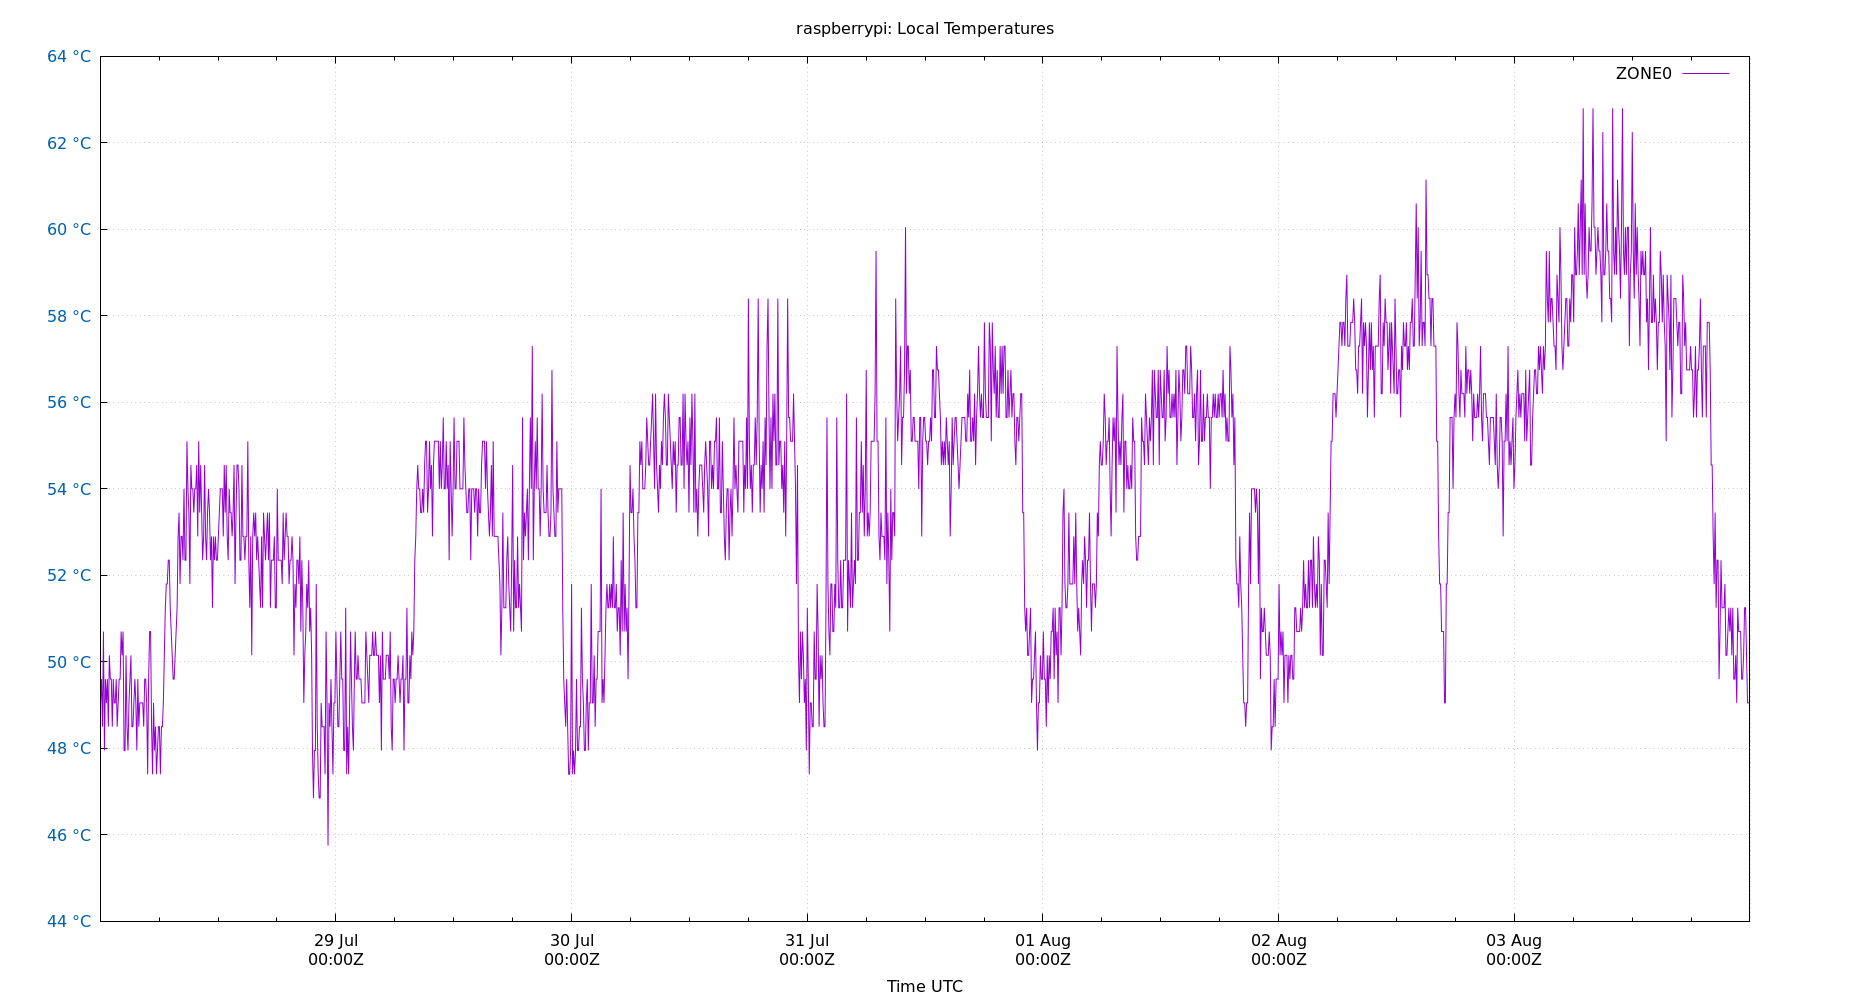 raspberrypi: Local Temperatures
64 °C
ZONE0
62 °C
60 °C
58 °C
56 °C
54 °C
52 °C
50 °C
48 °C
46 °C
44 °C
29 Jul 30 Jul 31 Jul 01 Aug 02 Aug 03 Aug
00:00Z 00:00Z 00:00Z 00:00Z 00:00Z 00:00Z
Time UTC